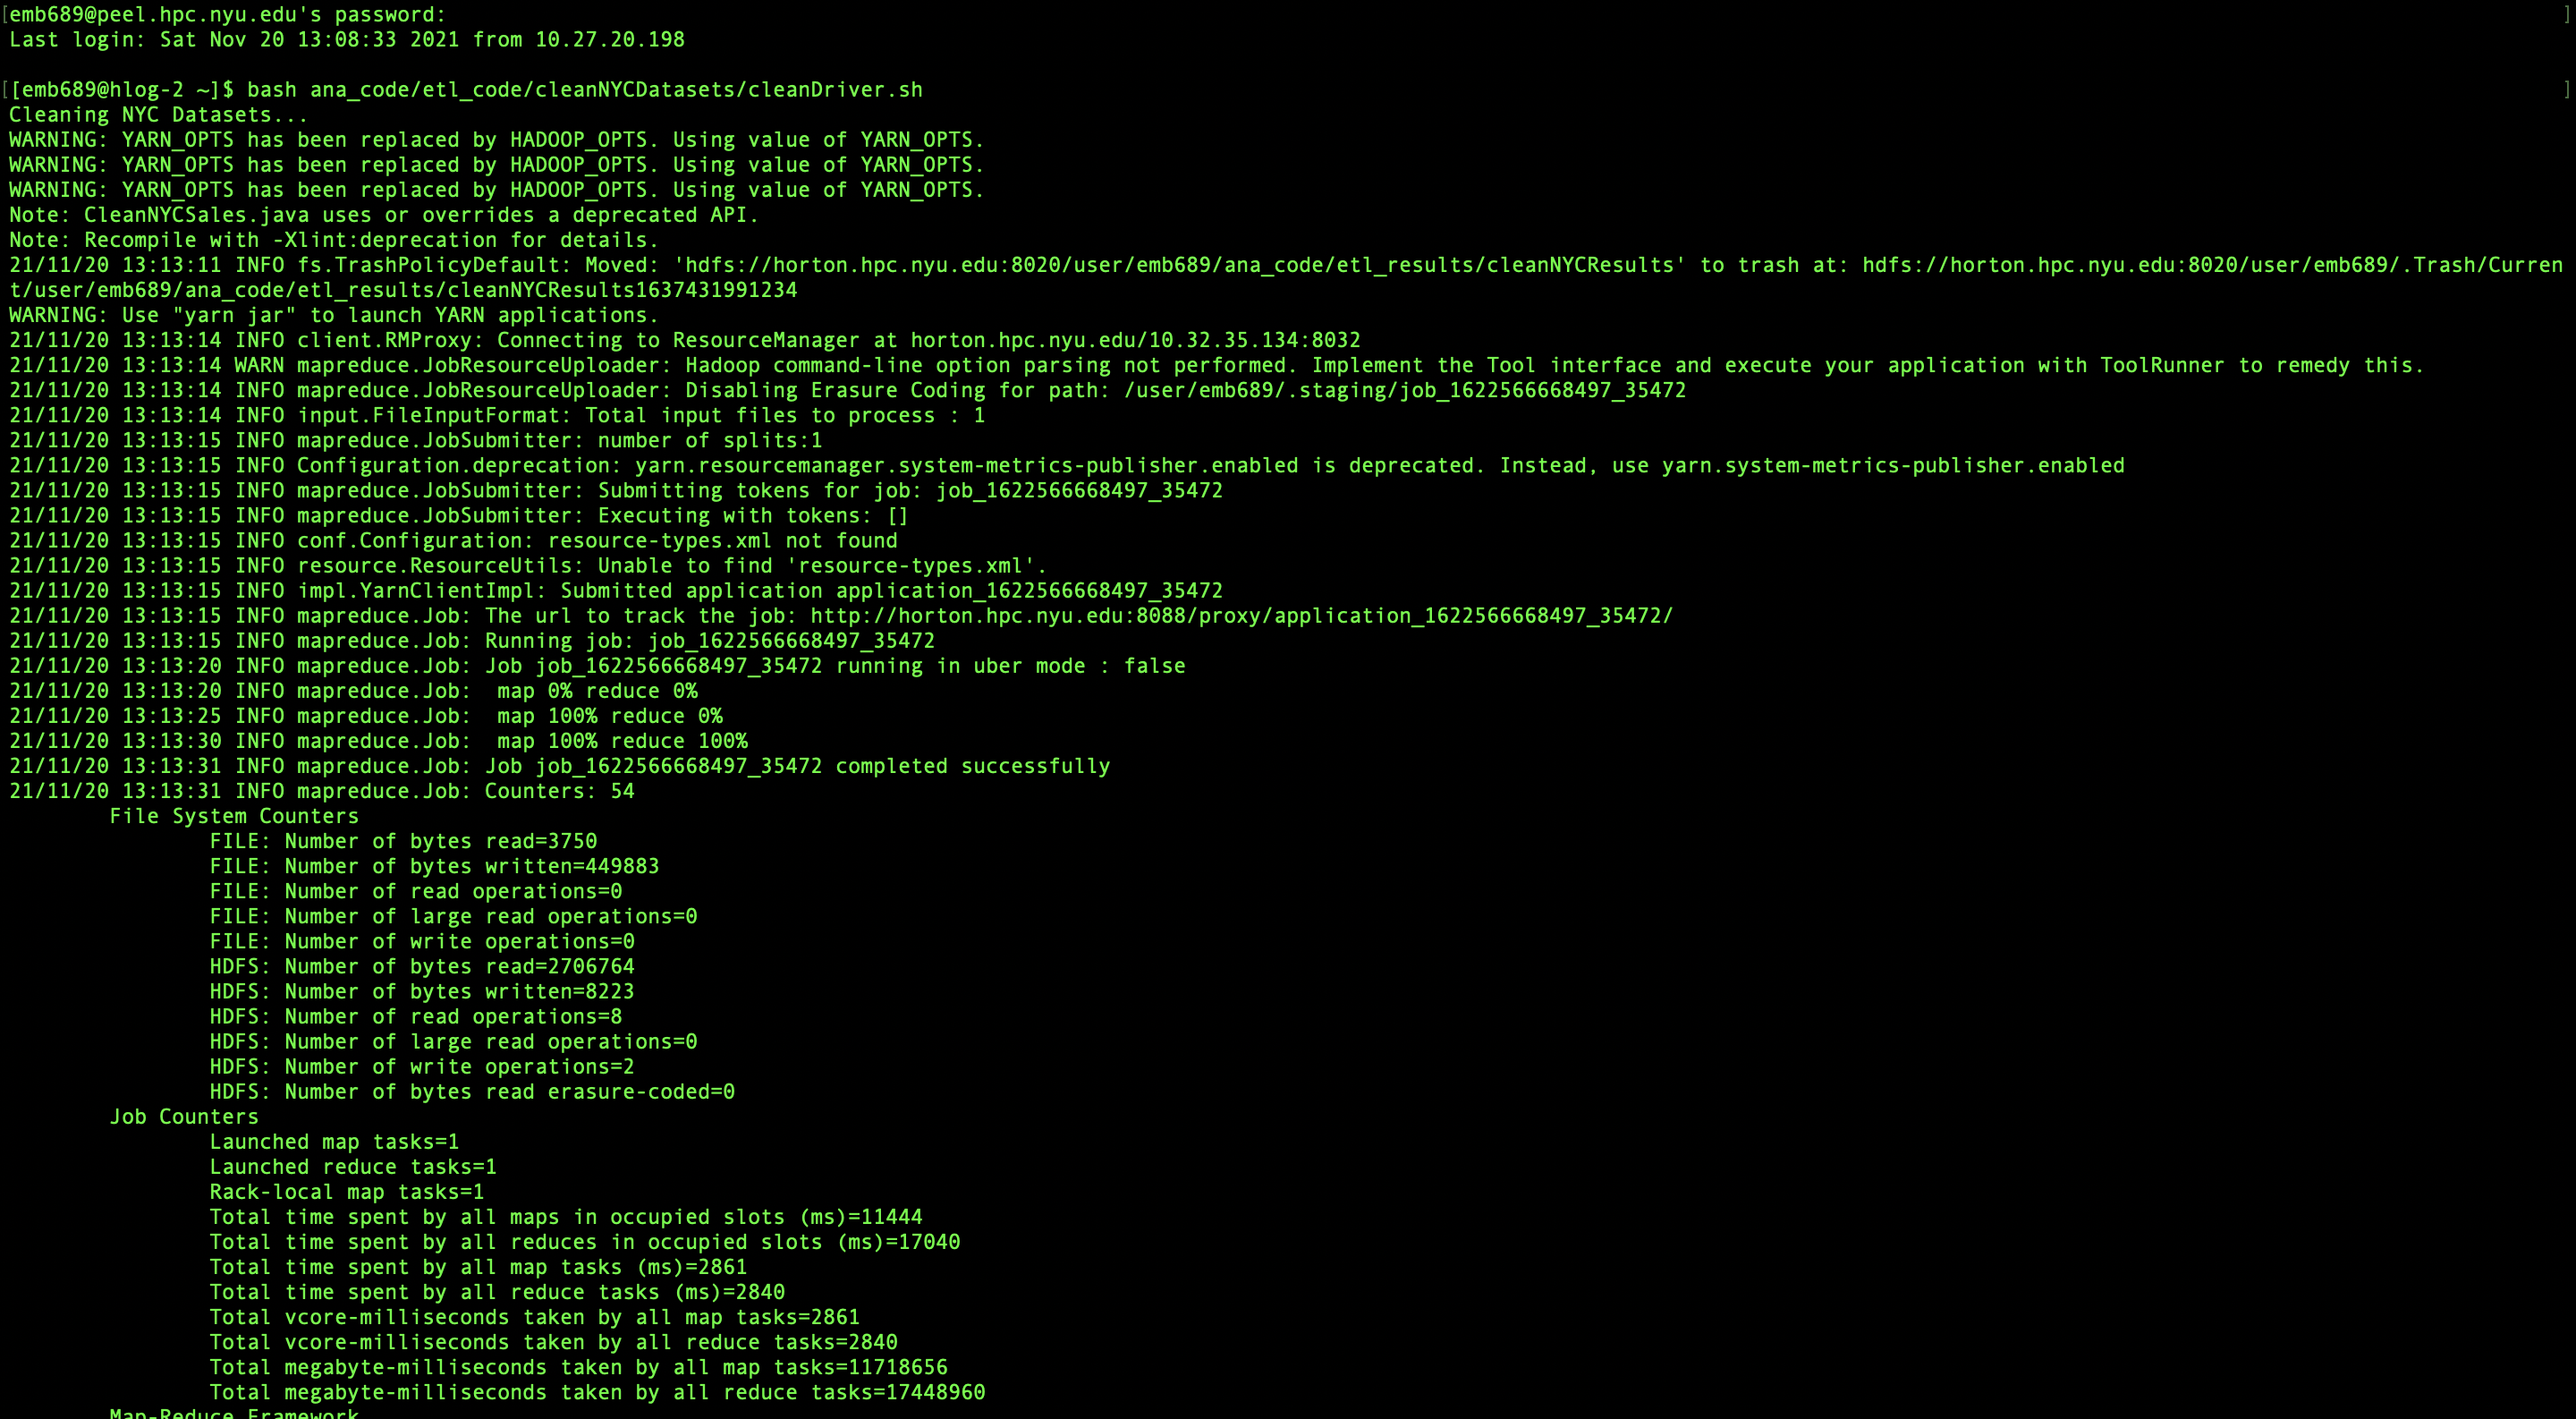 [emb689@peel.hpc.nyu.edu's password: ]
Last login: Sat Nov 20 13:08:33 2021 from 10.27.20.198
[[emb689@hlog-2 ~]$ bash ana_code/etl_code/cleanNYCDatasets/cleanDriver.sh ]
Cleaning NYC Datasets...
WARNING: YARN_OPTS has been replaced by HADOOP_OPTS. Using value of YARN_OPTS.
WARNING: YARN_OPTS has been replaced by HADOOP_OPTS. Using value of YARN_OPTS.
WARNING: YARN_OPTS has been replaced by HADOOP_OPTS. Using value of YARN_OPTS.
Note: CleanNYCSales.java uses or overrides a deprecated API.
Note: Recompile with -Xlint:deprecation for details.
21/11/20 13:13:11 INFO fs.TrashPolicyDefault: Moved: 'hdfs://horton.hpc.nyu.edu:8020/user/emb689/ana_code/etl_results/cleanNYCResults' to trash at: hdfs://horton.hpc.nyu.edu:8020/user/emb689/.Trash/Curren
t/user/emb689/ana_code/etl_results/cleanNYCResults1637431991234
WARNING: Use "yarn jar" to launch YARN applications.
21/11/20 13:13:14 INFO client.RMProxy: Connecting to ResourceManager at horton.hpc.nyu.edu/10.32.35.134:8032
21/11/20 13:13:14 WARN mapreduce.JobResourceUploader: Hadoop command-line option parsing not performed. Implement the Tool interface and execute your application with ToolRunner to remedy this.
21/11/20 13:13:14 INFO mapreduce.JobResourceUploader: Disabling Erasure Coding for path: /user/emb689/.staging/job_1622566668497_35472
21/11/20 13:13:14 INFO input.FileInputFormat: Total input files to process : 1
21/11/20 13:13:15 INFO mapreduce.JobSubmitter: number of splits:1
21/11/20 13:13:15 INFO Configuration.deprecation: yarn.resourcemanager.system-metrics-publisher.enabled is deprecated. Instead, use yarn.system-metrics-publisher.enabled
21/11/20 13:13:15 INFO mapreduce.JobSubmitter: Submitting tokens for job: job_1622566668497_35472
21/11/20 13:13:15 INFO mapreduce.JobSubmitter: Executing with tokens: []
21/11/20 13:13:15 INFO conf.Configuration: resource-types.xml not found
21/11/20 13:13:15 INFO resource.ResourceUtils: Unable to find 'resource-types.xml'.
21/11/20 13:13:15 INFO impl.YarnClientImpl: Submitted application application_1622566668497_35472
21/11/20 13:13:15 INFO mapreduce.Job: The url to track the job: http://horton.hpc.nyu.edu:8088/proxy/application_1622566668497_35472/
21/11/20 13:13:15 INFO mapreduce.Job: Running job: job_1622566668497_35472
21/11/20 13:13:20 INFO mapreduce.Job: Job job_1622566668497_35472 running in uber mode : false
21/11/20 13:13:20 INFO mapreduce.Job:  map 0% reduce 0%
21/11/20 13:13:25 INFO mapreduce.Job:  map 100% reduce 0%
21/11/20 13:13:30 INFO mapreduce.Job:  map 100% reduce 100%
21/11/20 13:13:31 INFO mapreduce.Job: Job job_1622566668497_35472 completed successfully
21/11/20 13:13:31 INFO mapreduce.Job: Counters: 54
File System Counters
FILE: Number of bytes read=3750
FILE: Number of bytes written=449883
FILE: Number of read operations=0
FILE: Number of large read operations=0
FILE: Number of write operations=0
HDFS: Number of bytes read=2706764
HDFS: Number of bytes written=8223
HDFS: Number of read operations=8
HDFS: Number of large read operations=0
HDFS: Number of write operations=2
HDFS: Number of bytes read erasure-coded=0
Job Counters
Launched map tasks=1
Launched reduce tasks=1
Rack-local map tasks=1
Total time spent by all maps in occupied slots (ms)=11444
Total time spent by all reduces in occupied slots (ms)=17040
Total time spent by all map tasks (ms)=2861
Total time spent by all reduce tasks (ms)=2840
Total vcore-milliseconds taken by all map tasks=2861
Total vcore-milliseconds taken by all reduce tasks=2840
Total megabyte-milliseconds taken by all map tasks=11718656
Total megabyte-milliseconds taken by all reduce tasks=17448960
Map-Reduce Framework